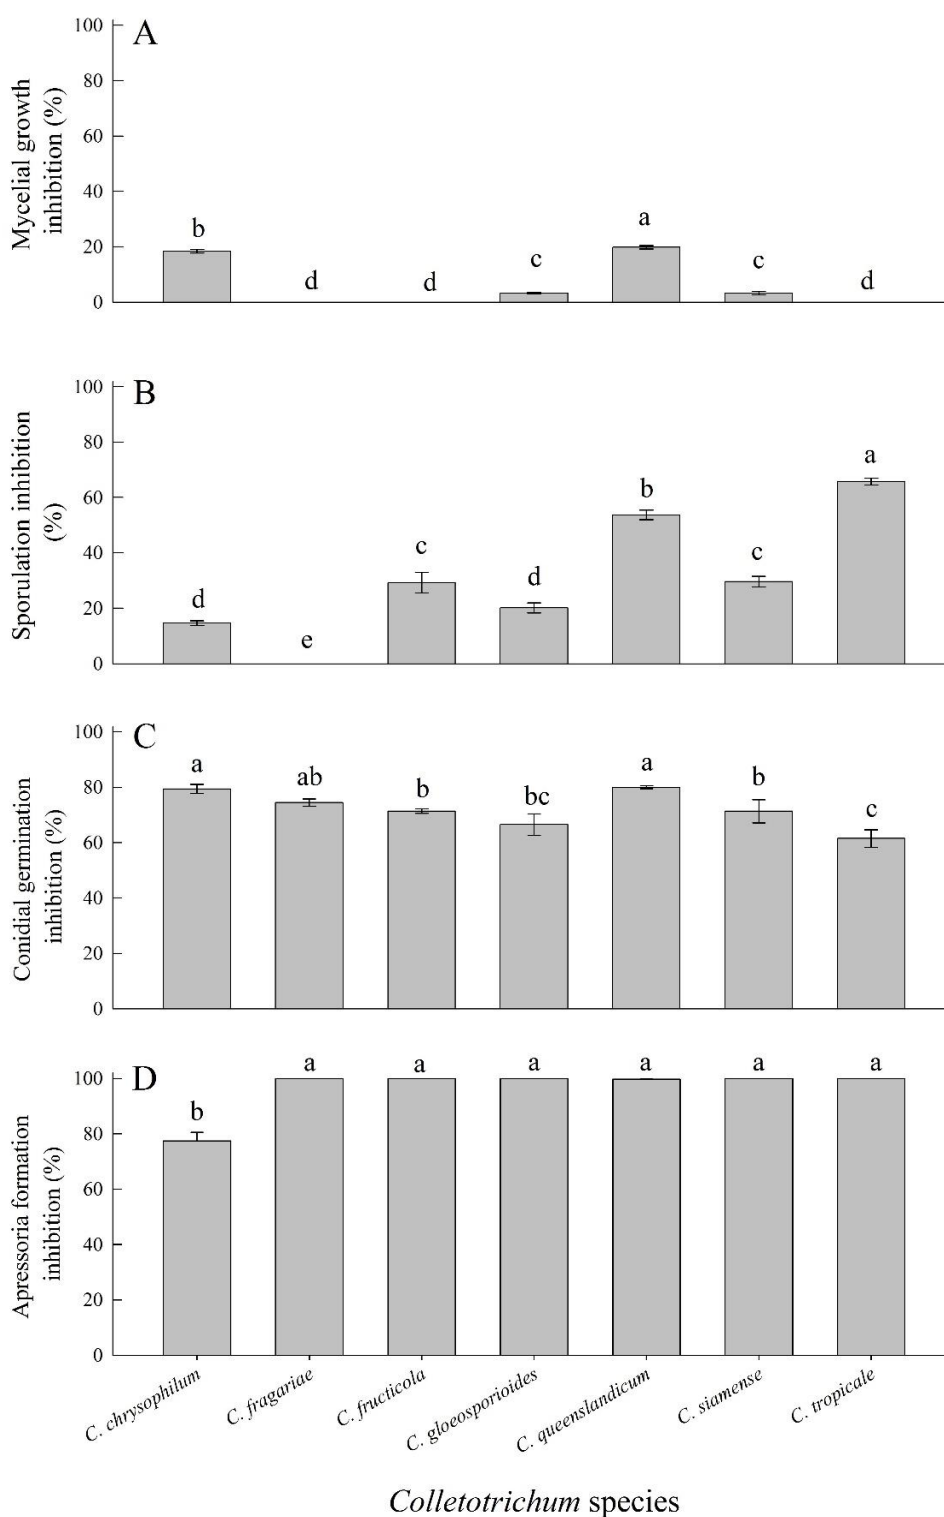 A
Mycelial growth
inhibition (%)
100
80
60
40
20
0
b
d
d
c
a
c
d
B
Sporulation inhibition
(%)
100
80
60
40
20
0
d
e
c
d
b
c
a
C
Conidial germination
inhibition (%)
100
80
60
40
20
0
a
ab
b
bc
a
b
c
D
Apressoria formation
inhibition (%)
100
80
60
40
20
0
b
a
a
a
a
a
a
C. chrysophilum
C. fragariae
C. fructicola
C. gloeosporioides
C. queenslandicum
C. siamense
C. tropicale
Colletotrichum species